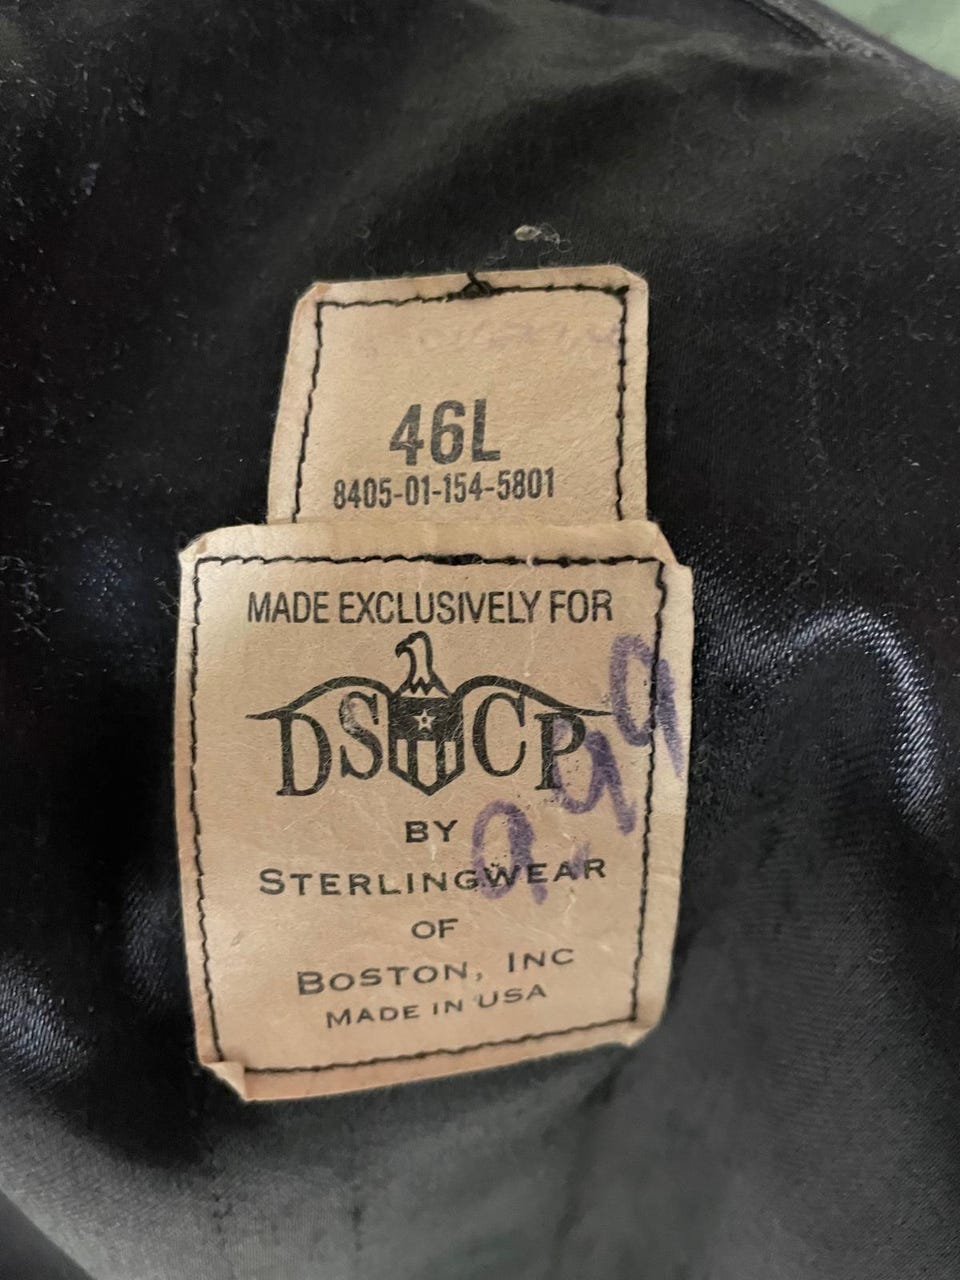 46L
8405-01-154-5801
MADE EXCLUSIVELY FOR
DSCP
BY
STERLINGWEAR
OF
BOSTON, INC
MADE IN USA